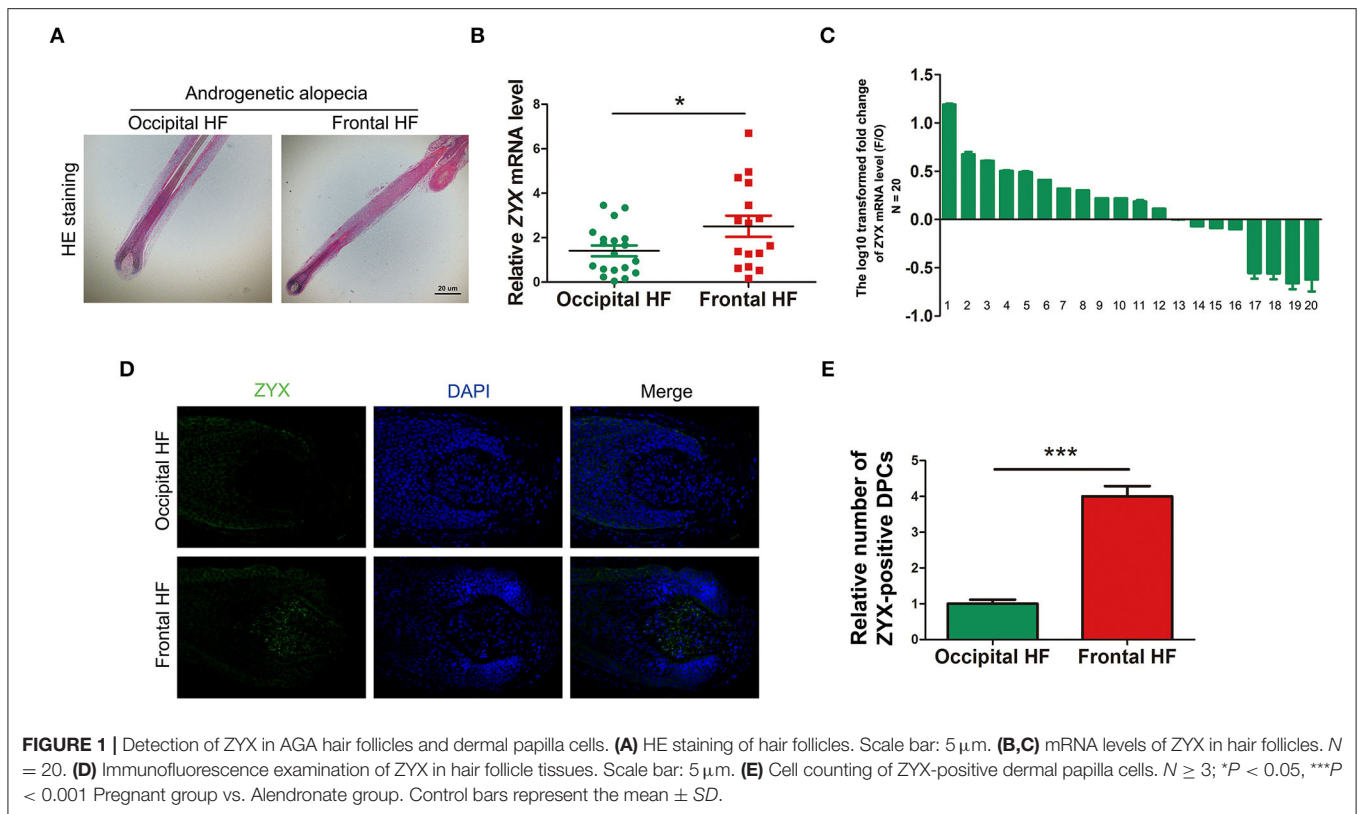 A
Androgenetic alopecia
Occipital HF
Frontal HF
HE staining
20 um
B
Relative ZYX mRNA level
8
6
4
2
0
*
Occipital HF
Frontal HF
C
The log10 transformed fold change
of ZYX mRNA level (F/O)
N = 20
1.5
1.0
0.5
0.0
-0.5
-1.0
1 2 3 4 5 6 7 8 9 10 11 12 13 14 15 16 17 18 19 20
D
ZYX
DAPI
Merge
Occipital HF
Frontal HF
E
Relative number of
ZYX-positive DPCs
5
4
3
2
1
0
***
Occipital HF
Frontal HF
FIGURE 1 | Detection of ZYX in AGA hair follicles and dermal papilla cells. (A) HE staining of hair follicles. Scale bar: 5 μm. (B,C) mRNA levels of ZYX in hair follicles. N
= 20. (D) Immunofluorescence examination of ZYX in hair follicle tissues. Scale bar: 5 μm. (E) Cell counting of ZYX-positive dermal papilla cells. N ≥ 3; *P < 0.05, ***P
< 0.001 Pregnant group vs. Alendronate group. Control bars represent the mean ± SD.